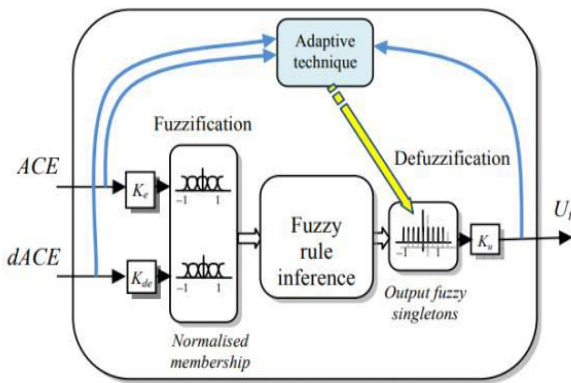 Adaptive
technique
Fuzzification
Defuzzification
ACE
K_e
-1 1
Fuzzy
rule
inference
-1 1
K_u
dACE
K_de
-1 1
Output fuzzy
singletons
Normalised
membership